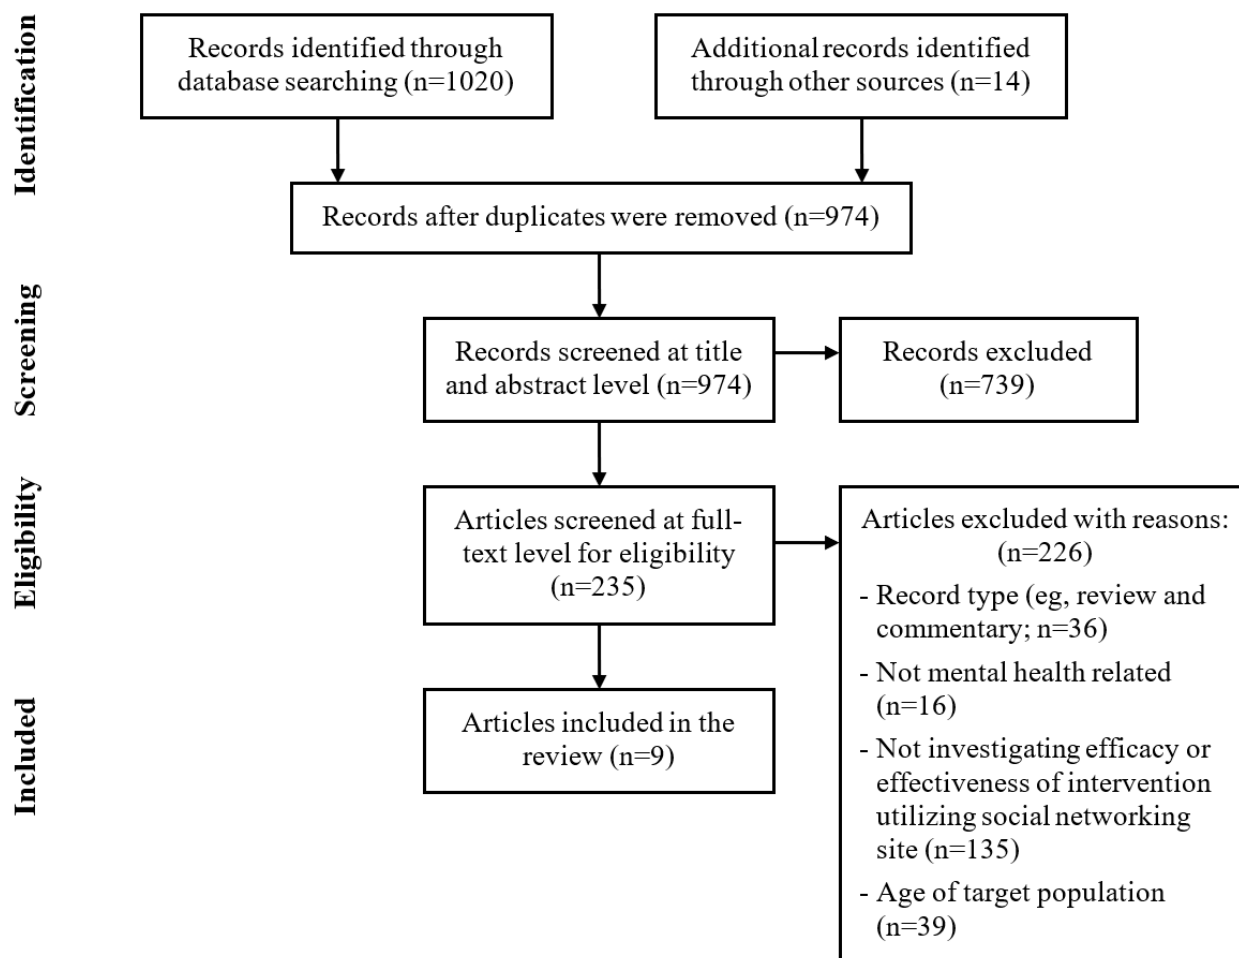 Identification
Records identified through
database searching (n=1020)
Additional records identified
through other sources (n=14)
Records after duplicates were removed (n=974)
Screening
Records screened at title
and abstract level (n=974)
Records excluded
(n=739)
Eligibility
Articles screened at full-
text level for eligibility
(n=235)
Articles excluded with reasons:
(n=226)
- Record type (eg, review and
commentary; n=36)
- Not mental health related
(n=16)
- Not investigating efficacy or
effectiveness of intervention
utilizing social networking
site (n=135)
- Age of target population
(n=39)
Included
Articles included in the
review (n=9)